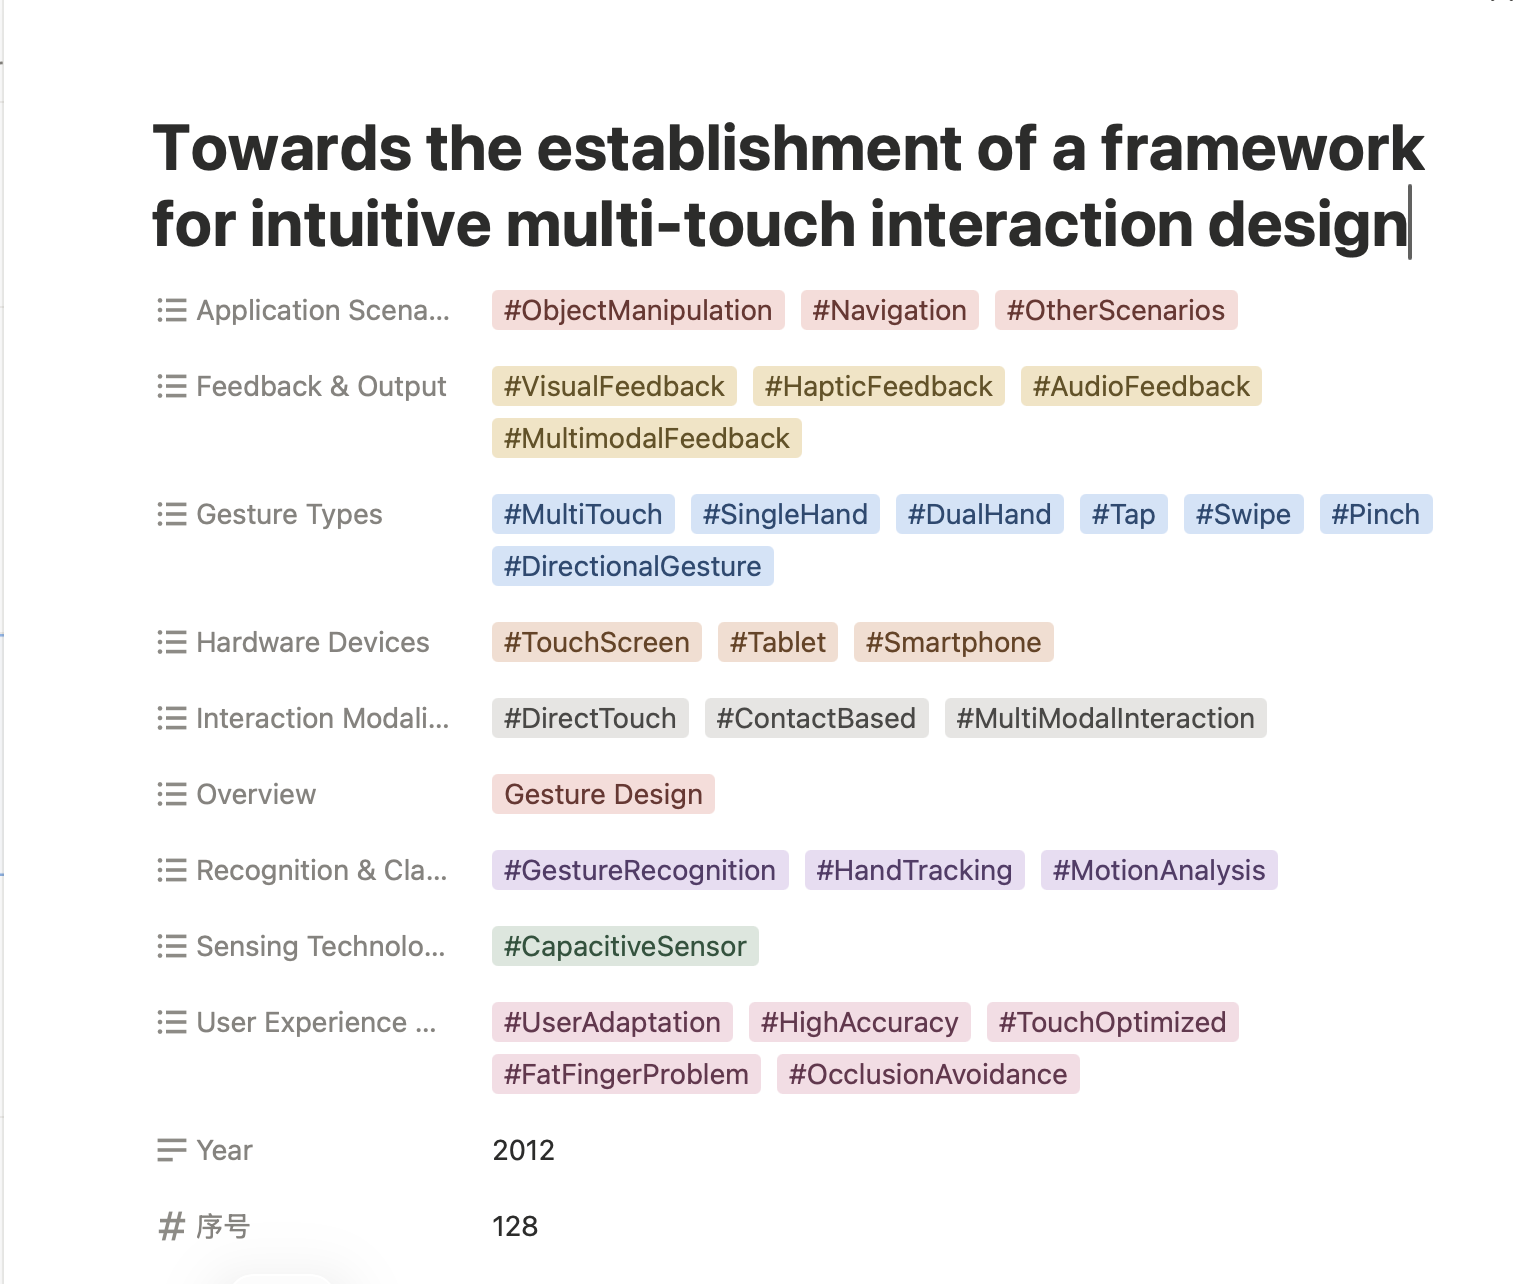 Towards the establishment of a framework
for intuitive multi-touch interaction design
Application Scena... #ObjectManipulation #Navigation #OtherScenarios
Feedback & Output #VisualFeedback #HapticFeedback #AudioFeedback
#MultimodalFeedback
Gesture Types #MultiTouch #SingleHand #DualHand #Tap #Swipe #Pinch
#DirectionalGesture
Hardware Devices #TouchScreen #Tablet #Smartphone
Interaction Modali... #DirectTouch #ContactBased #MultiModalInteraction
Overview Gesture Design
Recognition & Cla... #GestureRecognition #HandTracking #MotionAnalysis
Sensing Technolo... #CapacitiveSensor
User Experience ... #UserAdaptation #HighAccuracy #TouchOptimized
#FatFingerProblem #OcclusionAvoidance
Year 2012
序号 128